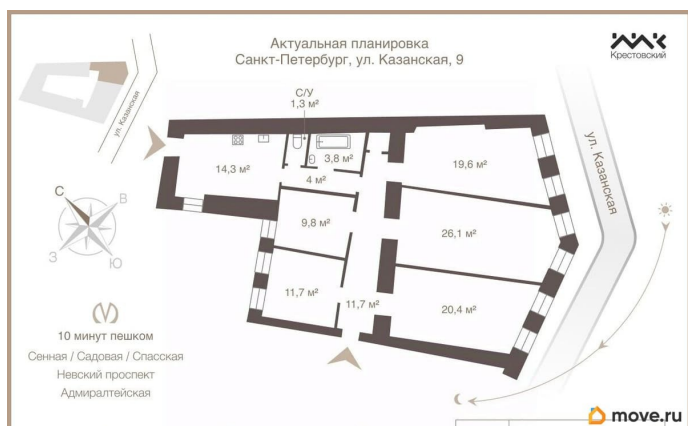 Актуальная планировка
Санкт-Петербург, ул. Казанская, 9
Крестовский
ул. Казанская
С/У
1,3 м²
14,3 м²
3,8 м²
4 м²
19,6 м²
9,8 м²
26,1 м²
11,7 м²
11,7 м²
20,4 м²
ул. Казанская
С
В
З
Ю
10 минут пешком
Сенная / Садовая / Спасская
Невский проспект
Адмиралтейская
move.ru